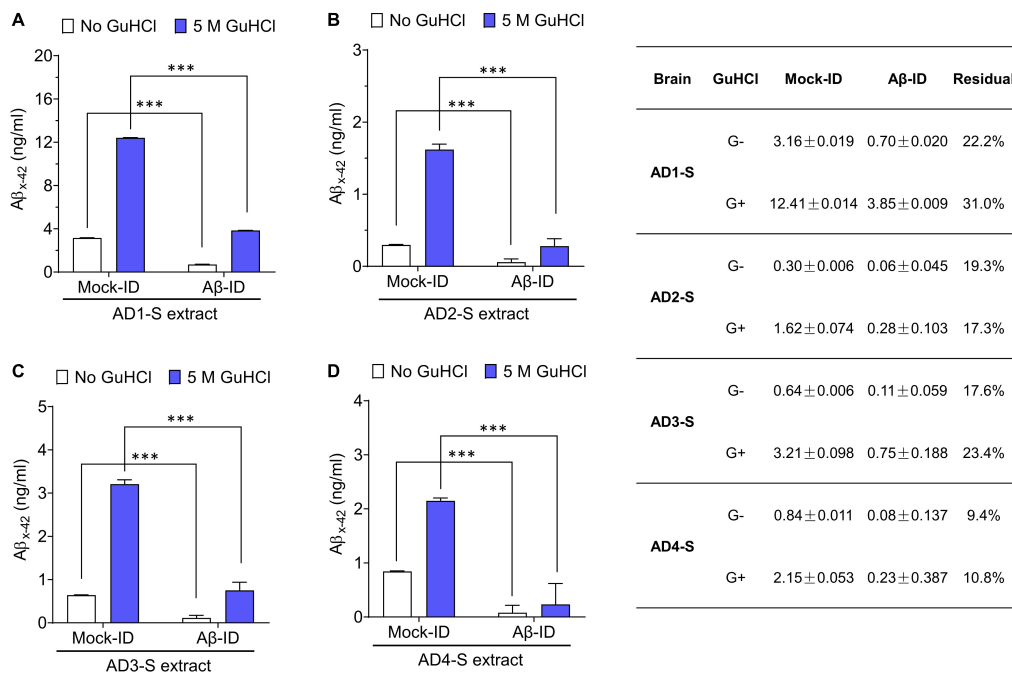 A
No GuHCl 5 M GuHCl
Aβx-42 (ng/ml)
20
16
12
8
4
0
***
***
Mock-ID Aβ-ID
AD1-S extract
B
No GuHCl 5 M GuHCl
Aβx-42 (ng/ml)
3
2
1
0
***
***
Mock-ID Aβ-ID
AD2-S extract
C
No GuHCl 5 M GuHCl
Aβx-42 (ng/ml)
5
4
3
2
1
0
***
***
Mock-ID Aβ-ID
AD3-S extract
D
No GuHCl 5 M GuHCl
Aβx-42 (ng/ml)
4
3
2
1
0
***
***
Mock-ID Aβ-ID
AD4-S extract
Brain GuHCl Mock-ID Aβ-ID Residual
G- 3.16±0.019 0.70±0.020 22.2%
AD1-S
G+ 12.41±0.014 3.85±0.009 31.0%
G- 0.30±0.006 0.06±0.045 19.3%
AD2-S
G+ 1.62±0.074 0.28±0.103 17.3%
G- 0.64±0.006 0.11±0.059 17.6%
AD3-S
G+ 3.21±0.098 0.75±0.188 23.4%
G- 0.84±0.011 0.08±0.137 9.4%
AD4-S
G+ 2.15±0.053 0.23±0.387 10.8%